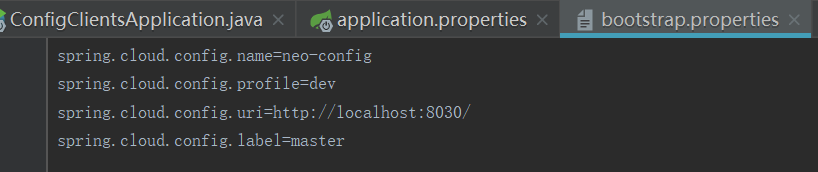 ConfigClientsApplication.java × application.properties × bootstrap.properties ×
spring.cloud.config.name=neo-config
spring.cloud.config.profile=dev
spring.cloud.config.uri=http://localhost:8030/
spring.cloud.config.label=master